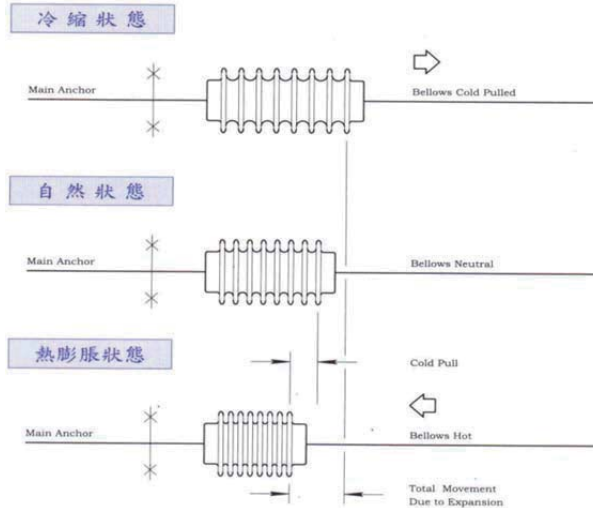 冷縮狀態
Main Anchor
Bellows Cold Pulled
自然狀態
Main Anchor
Bellows Neutral
熱膨脹狀態
Cold Pull
Main Anchor
Bellows Hot
Total Movement
Due to Expansion